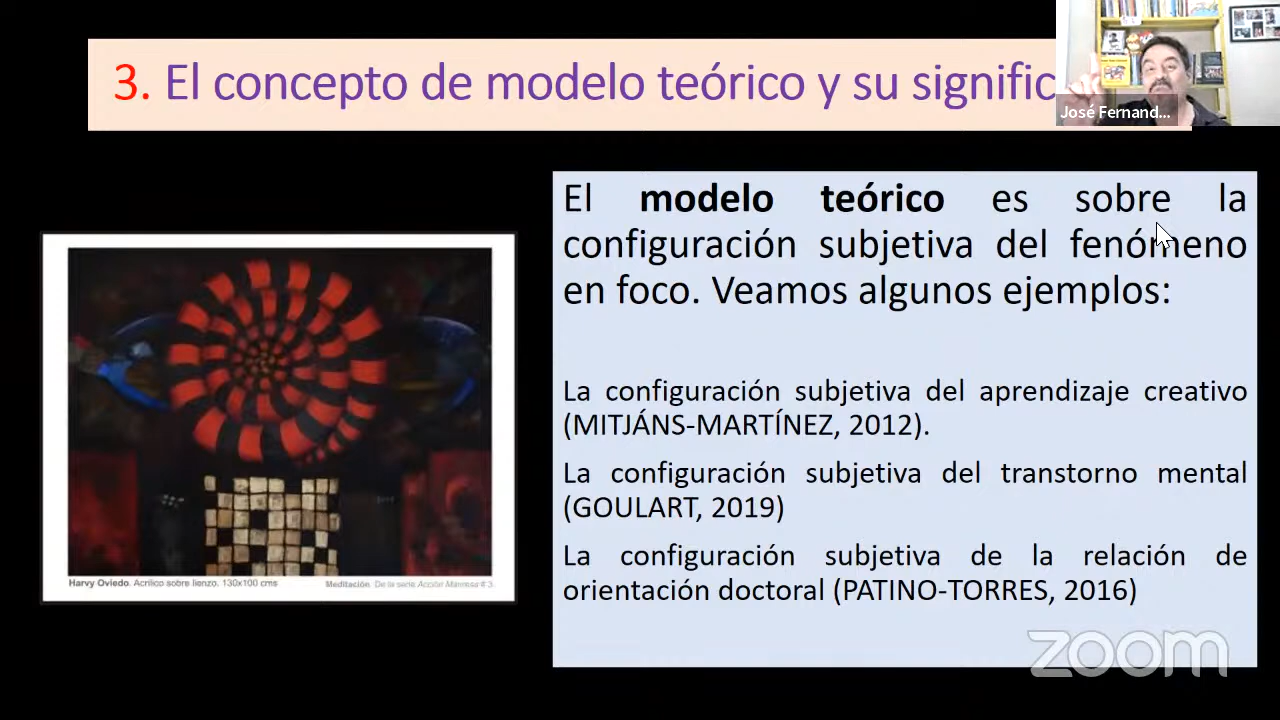 3. El concepto de modelo teórico y su signific
José Fernand...
El modelo teórico es sobre la
configuración subjetiva del fenómeno
en foco. Veamos algunos ejemplos:
La configuración subjetiva del aprendizaje creativo
(MITJÁNS-MARTÍNEZ, 2012).
La configuración subjetiva del transtorno mental
(GOULART, 2019)
La configuración subjetiva de la relación de
orientación doctoral (PATINO-TORRES, 2016)
Harvy Oviedo. Acrilico sobre lienzo. 130x100 cms
Meditación. De la serie Acción Mimosa # 3.
zoom